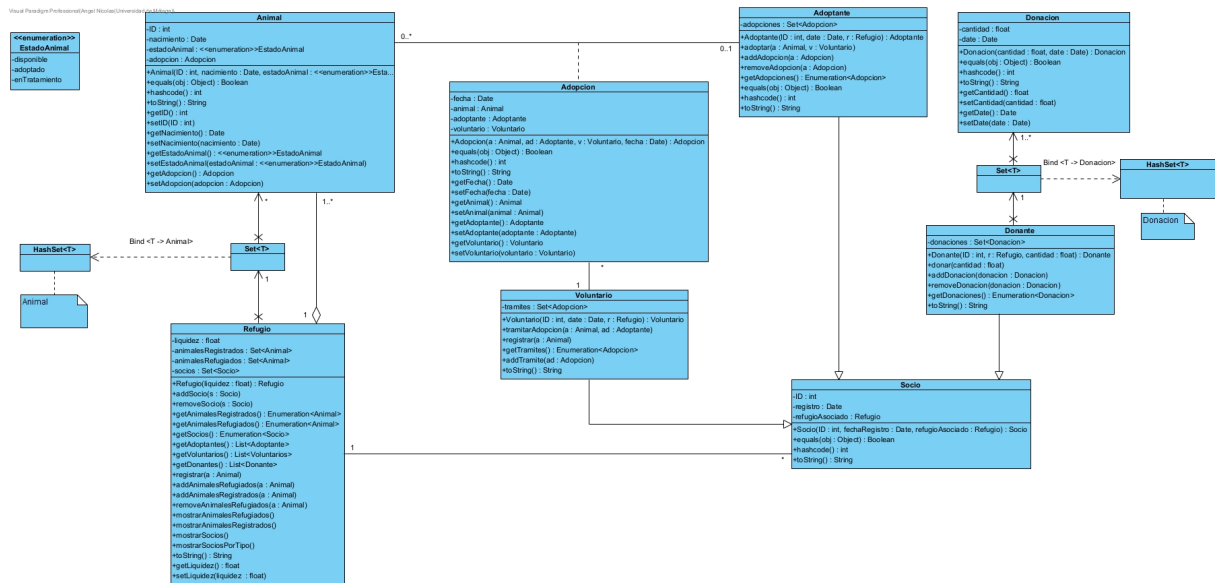 Visual Paradigm Professional(Angel Nicolas(Universidad de Málaga))
<<enumeration>>
EstadoAnimal
-disponible
-adoptado
-enTratamiento
Animal
-ID : int
-nacimiento : Date
-estadoAnimal : <<enumeration>>EstadoAnimal
-adopcion : Adopcion
+Animal(ID : int, nacimiento : Date, estadoAnimal : <<enumeration>>Esta...
+equals(obj : Object) : Boolean
+hashcode() : int
+toString() : String
+getID() : int
+setID(ID : int)
+getNacimiento() : Date
+setNacimiento(nacimiento : Date)
+getEstadoAnimal() : <<enumeration>>EstadoAnimal
+setEstadoAnimal(estadoAnimal : <<enumeration>>EstadoAnimal)
+getAdopcion() : Adopcion
+setAdopcion(adopcion : Adopcion)
0..*
0..1
Adoptante
-adopciones : Set<Adopcion>
+Adoptante(ID : int, date : Date, r : Refugio) : Adoptante
+adoptar(a : Animal, v : Voluntario)
+addAdopcion(a : Adopcion)
+removeAdopcion(a : Adopcion)
+getAdopciones() : Enumeration<Adopcion>
+equals(obj : Object) : Boolean
+hashcode() : int
+toString() : String
Donacion
-cantidad : float
-date : Date
+Donacion(cantidad : float, date : Date) : Donacion
+equals(obj : Object) : Boolean
+hashcode() : int
+toString() : String
+getCantidad() : float
+setCantidad(cantidad : float)
+getDate() : Date
+setDate(date : Date)
Adopcion
-fecha : Date
-animal : Animal
-adoptante : Adoptante
-voluntario : Voluntario
+Adopcion(a : Animal, ad : Adoptante, v : Voluntario, fecha : Date) : Adopcion
+equals(obj : Object) : Boolean
+hashcode() : int
+toString() : String
+getFecha() : Date
+setFecha(fecha : Date)
+getAnimal() : Animal
+setAnimal(animal : Animal)
+getAdoptante() : Adoptante
+setAdoptante(adoptante : Adoptante)
+getVoluntario() : Voluntario
+setVoluntario(voluntario : Voluntario)
1..*
Set<T>
Bind <T -> Donacion>
HashSet<T>
Donacion
1
Donante
-donaciones : Set<Donacion>
+Donante(ID : int, r : Refugio, cantidad : float) : Donante
+donar(cantidad : float)
+addDonacion(donacion : Donacion)
+removeDonacion(donacion : Donacion)
+getDonaciones() : Enumeration<Donacion>
+toString() : String
*
1..*
HashSet<T>
Bind <T -> Animal>
Set<T>
Animal
1
1
*
1
Voluntario
-tramites : Set<Adopcion>
+Voluntario(ID : int, date : Date, r : Refugio) : Voluntario
+tramitarAdopcion(a : Animal, ad : Adoptante)
+registrar(a : Animal)
+getTramites() : Enumeration<Adopcion>
+addTramite(ad : Adopcion)
+toString() : String
Refugio
-liquidez : float
-animalesRegistrados : Set<Animal>
-animalesRefugiados : Set<Animal>
-socios : Set<Socio>
+Refugio(liquidez : float) : Refugio
+addSocio(s : Socio)
+removeSocio(s : Socio)
+getAnimalesRegistrados() : Enumeration<Animal>
+getAnimalesRefugiados() : Enumeration<Animal>
+getSocios() : Enumeration<Socio>
+getAdoptantes() : List<Adoptante>
+getVoluntarios() : List<Voluntarios>
+getDonantes() : List<Donante>
+registrar(a : Animal)
+addAnimalesRefugiados(a : Animal)
+addAnimalesRegistrados(a : Animal)
+removeAnimalesRefugiados(a : Animal)
+mostrarAnimalesRefugiados()
+mostrarAnimalesRegistrados()
+mostrarSocios()
+mostrarSociosPorTipo()
+toString() : String
+getLiquidez() : float
+setLiquidez(liquidez : float)
1
*
Socio
-ID : int
-registro : Date
-refugioAsociado : Refugio
+Socio(ID : int, fechaRegistro : Date, refugioAsociado : Refugio) : Socio
+equals(obj : Object) : Boolean
+hashcode() : int
+toString() : String